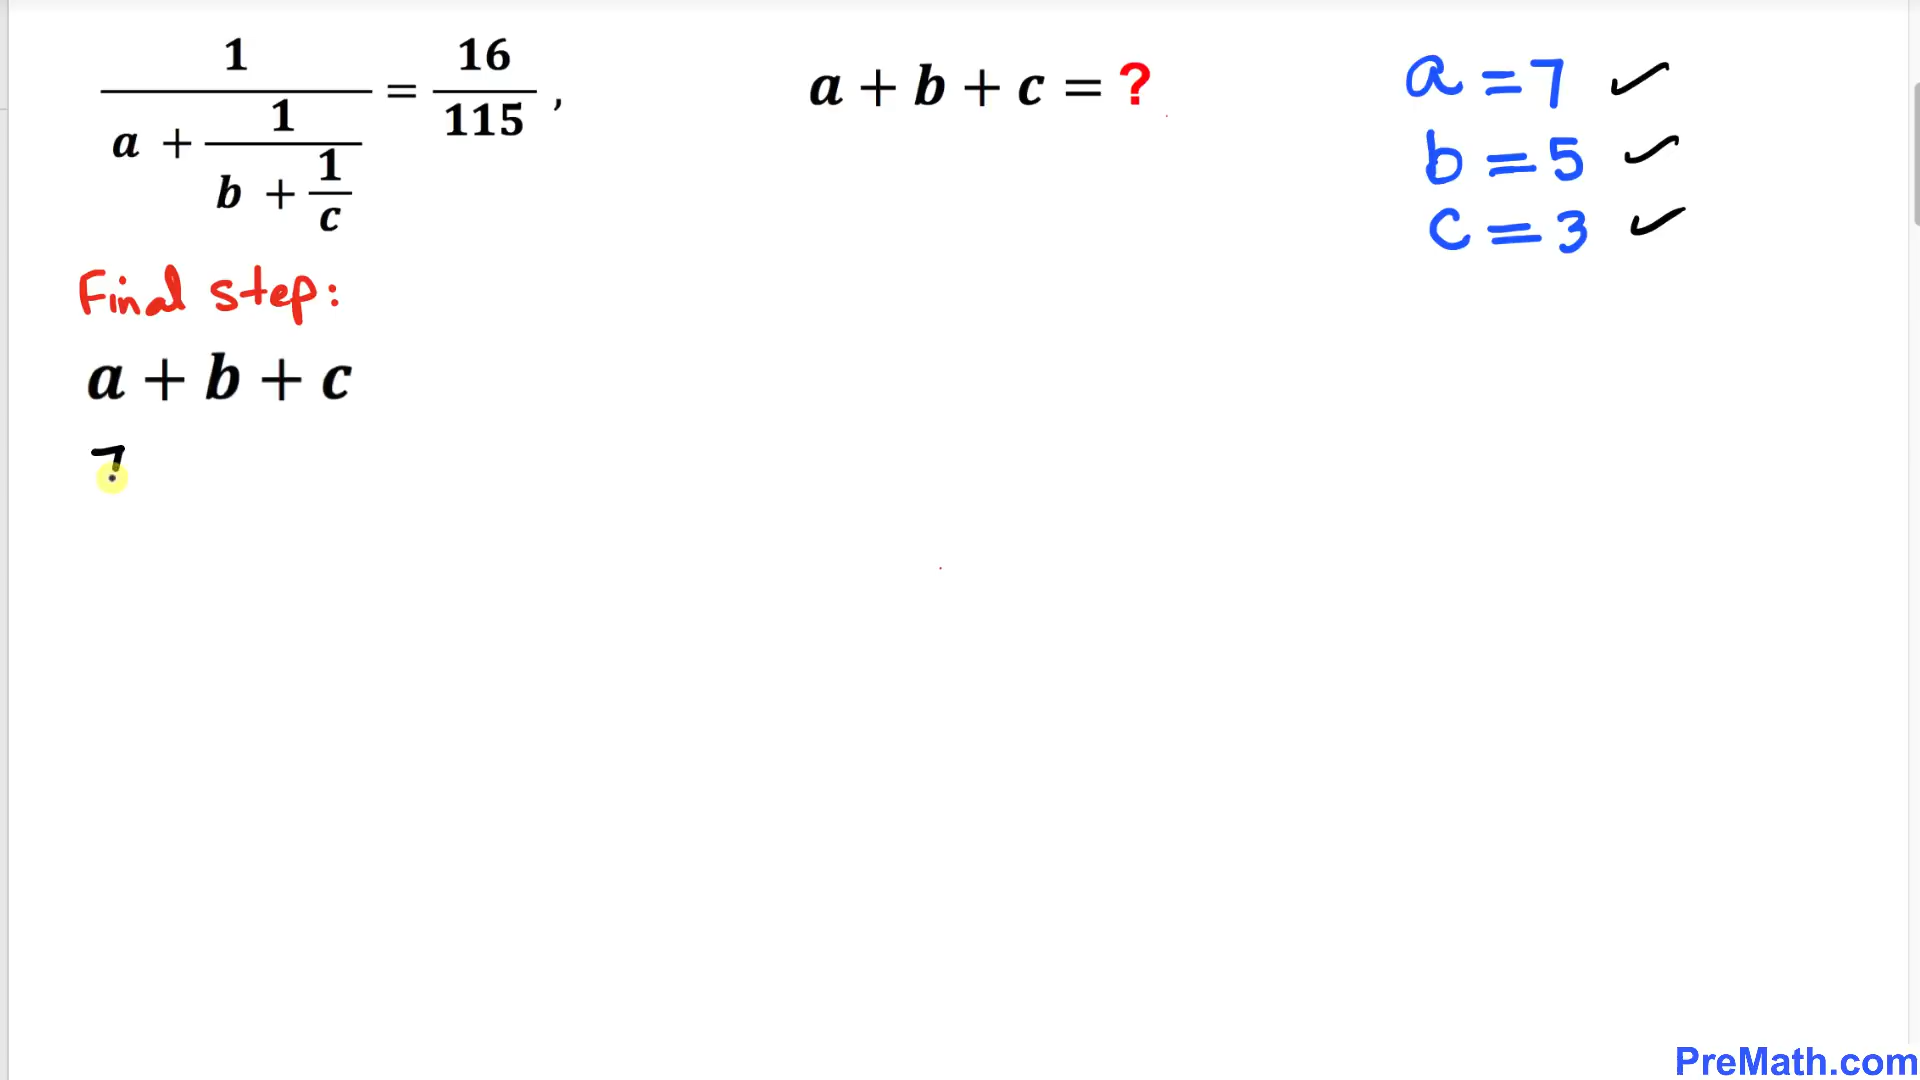 1 / (a + 1 / (b + 1 / c)) = 16 / 115 ,
a + b + c = ?
a = 7 ✓
b = 5 ✓
c = 3 ✓
Final step:
a + b + c
7
PreMath.com